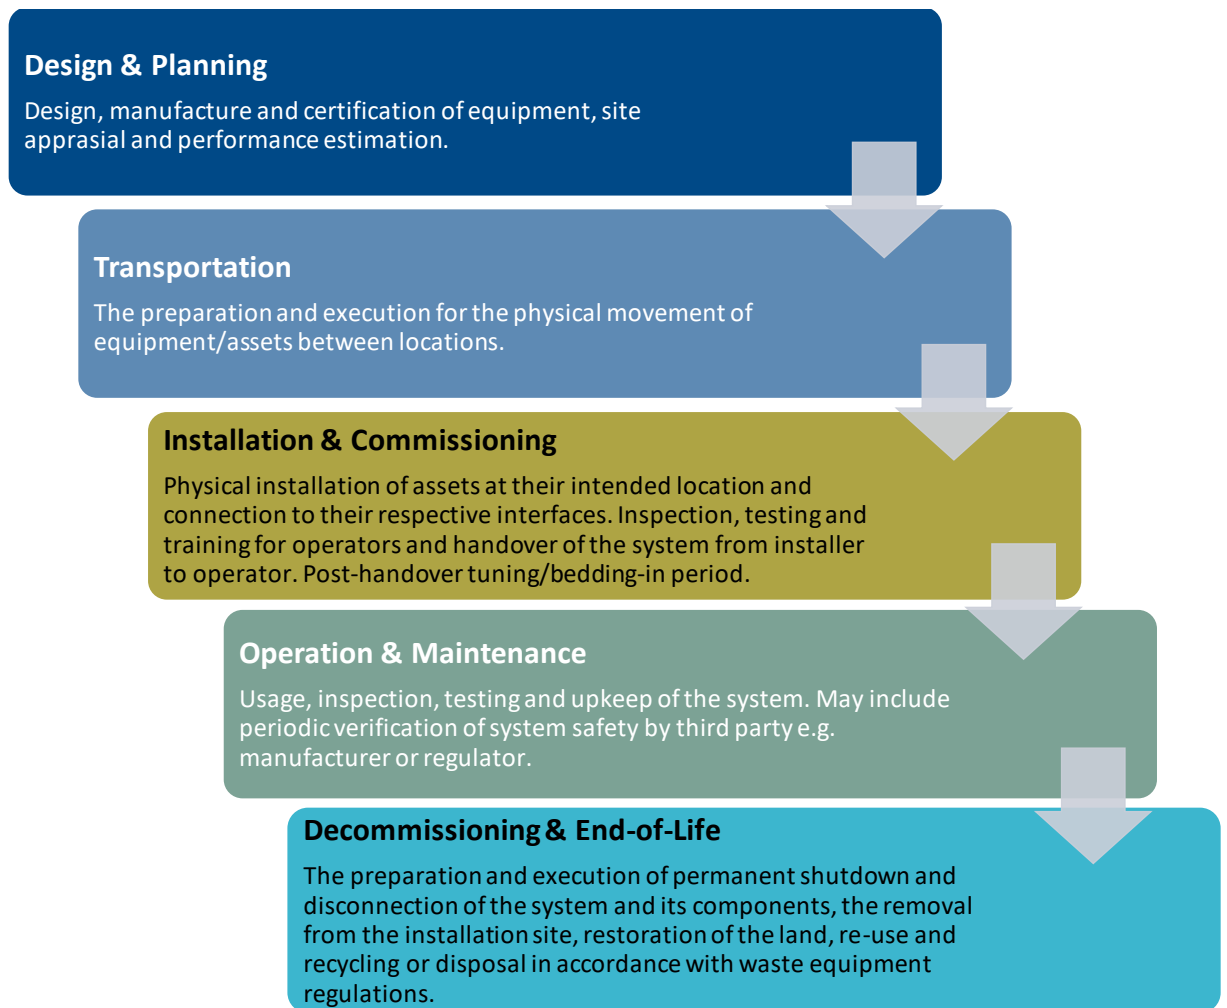 Design & Planning
Design, manufacture and certification of equipment, site
apprasial and performance estimation.
Transportation
The preparation and execution for the physical movement of
equipment/assets between locations.
Installation & Commissioning
Physical installation of assets at their intended location and
connection to their respective interfaces. Inspection, testing and
training for operators and handover of the system from installer
to operator. Post-handover tuning/bedding-in period.
Operation & Maintenance
Usage, inspection, testing and upkeep of the system. May include
periodic verification of system safety by third party e.g.
manufacturer or regulator.
Decommissioning & End-of-Life
The preparation and execution of permanent shutdown and
disconnection of the system and its components, the removal
from the installation site, restoration of the land, re-use and
recycling or disposal in accordance with waste equipment
regulations.